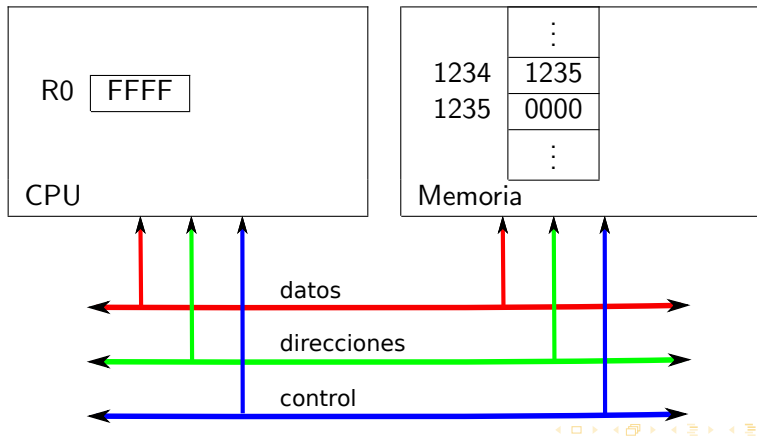 R0 FFFF
CPU
⋮
1234 1235
1235 0000
⋮
Memoria
datos
direcciones
control